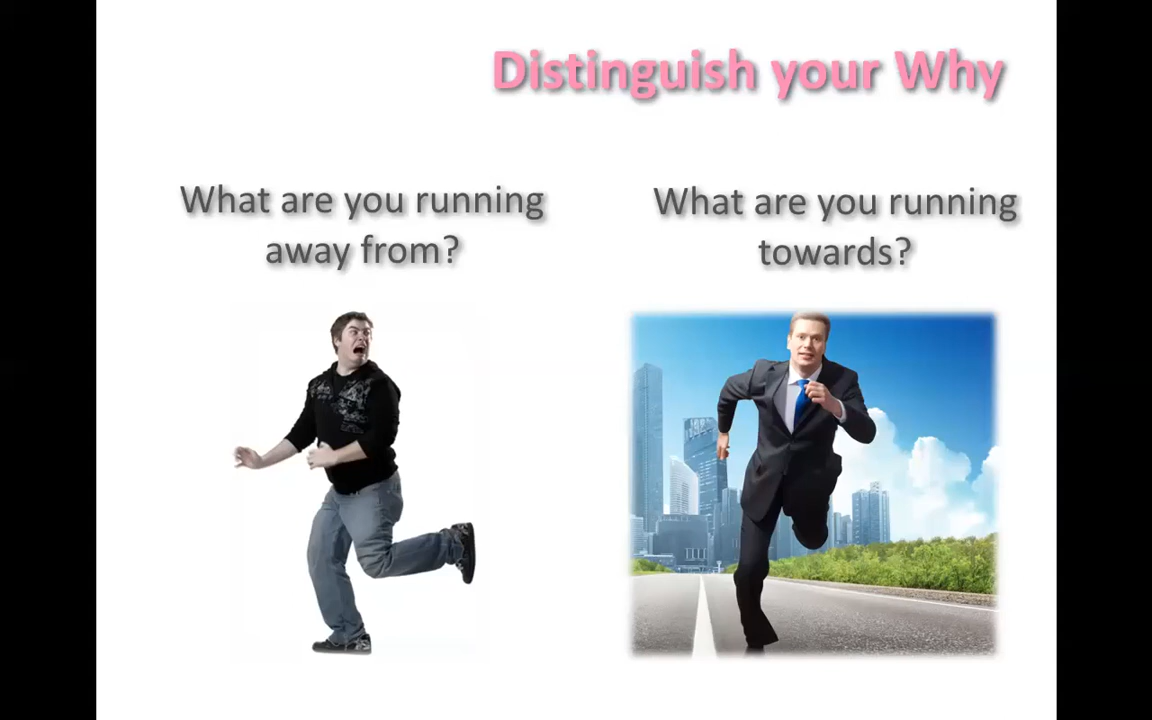 Distinguish your Why
What are you running
away from?
What are you running
towards?